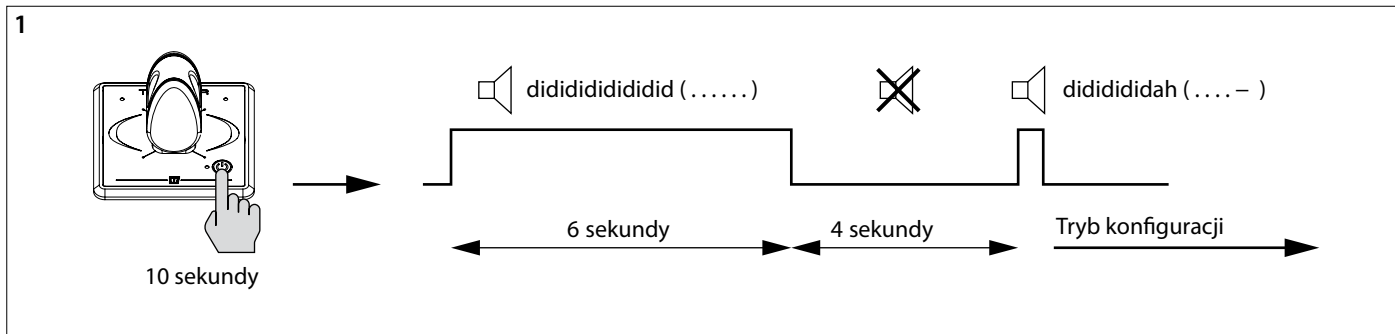 1
didididididididid ( . . . . . . )
didididididah ( . . . . – )
6 sekundy
4 sekundy
Tryb konfiguracji
10 sekundy